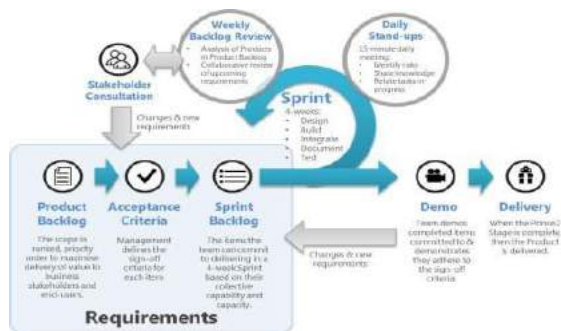 Weekly
Backlog Review
• Analysis of Products
in Product Backlog
• Collaborative review
of upcoming
requirements
Daily
Stand-ups
15-minute daily
meeting:
• Identify risks
• Share knowledge
• Relate tasks in
progress
Stakeholder
Consultation
Changes & new
requirements
Sprint
4-weeks:
• Design
• Build
• Integrate
• Document
• Test
Product
Backlog
The scope is
ranked, priority
order to maximise
delivery of value to
business
stakeholders and
end-users.
Acceptance
Criteria
Management
defines the
sign-off
criteria for
each item
Sprint
Backlog
The items the
team can commit
to delivering in a
4-week Sprint
based on their
collective
capability and
capacity.
Changes & new
requirements
Demo
Team demos
completed items
committed to &
demonstrates
they adhere to
the sign-off
criteria
Delivery
When the Prince2
Stage is complete,
then the Product
is delivered.
Requirements